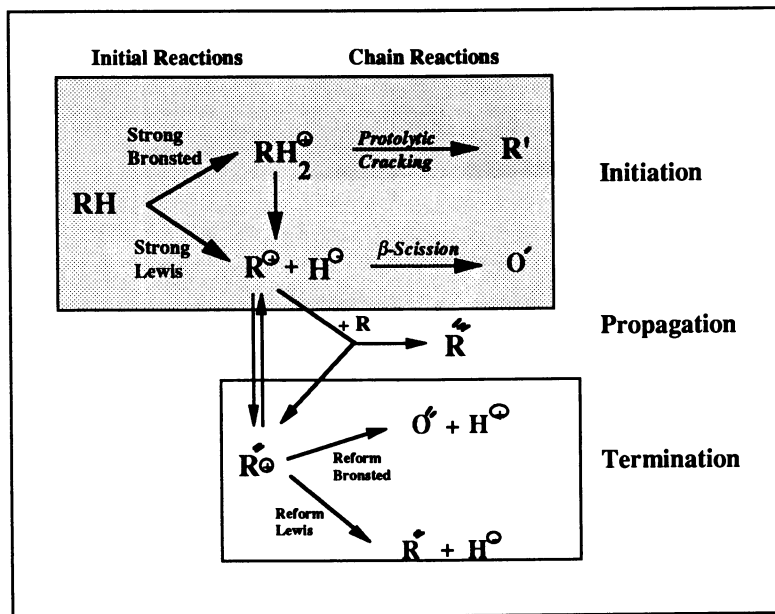 Initial Reactions Chain Reactions
Strong
Bronsted
RH₂⊕
Protolytic
Cracking
R'
Initiation
RH
Strong
Lewis
R⊕ + H⊖
β-Scission
O'
+ R
Propagation
R'''
O'' + H⊕
R''⊕
Reform
Bronsted
Termination
Reform
Lewis
R'' + H